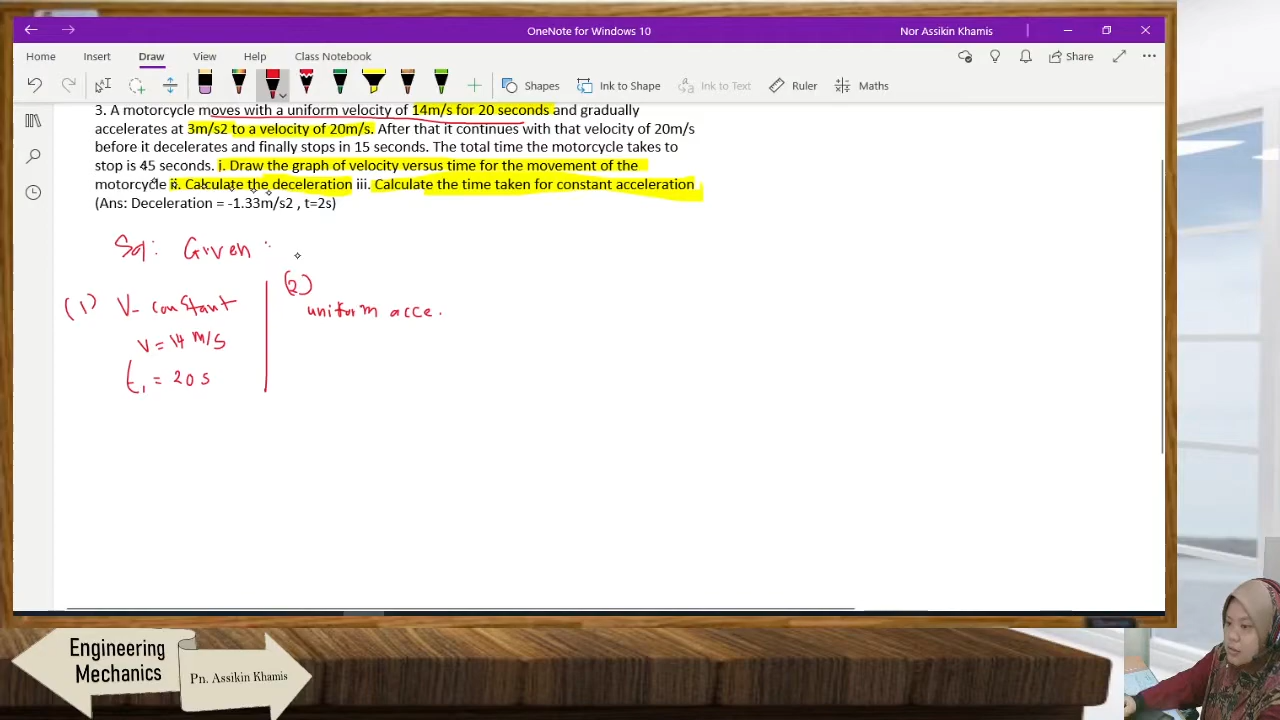 OneNote for Windows 10
Nor Assikin Khamis
Home Insert Draw View Help Class Notebook
Share
Shapes Ink to Shape Ink to Text Ruler Maths
3. A motorcycle moves with a uniform velocity of 14m/s for 20 seconds and gradually
accelerates at 3m/s2 to a velocity of 20m/s. After that it continues with that velocity of 20m/s
before it decelerates and finally stops in 15 seconds. The total time the motorcycle takes to
stop is 45 seconds. i. Draw the graph of velocity versus time for the movement of the
motorcycle ii. Calculate the deceleration iii. Calculate the time taken for constant acceleration
(Ans: Deceleration = -1.33m/s2 , t=2s)
Given :
(1) V- constant
V = 14 m/s
t1 = 20 s
(2)
uniform acce.
Engineering
Mechanics
Pn. Assikin Khamis